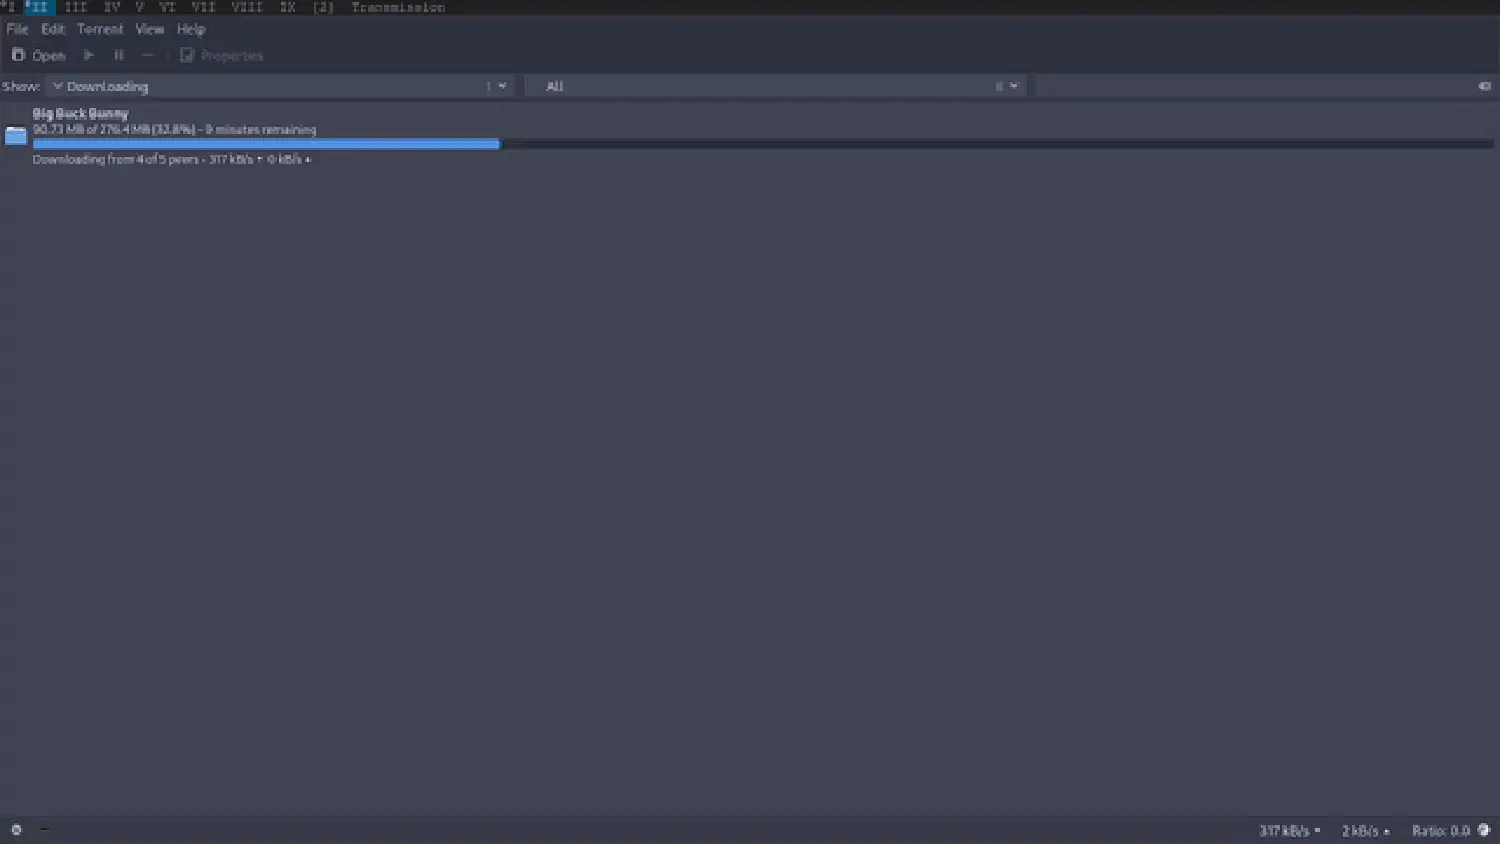 *I *II III IV V VI VII VIII IX [2] Transmission
File Edit Torrent View Help
Open Properties
Show: Downloading 1 All
Big Buck Bunny
90.73 MB of 276.4 MB (32.8%) - 9 minutes remaining
Downloading from 4 of 5 peers - 317 kB/s ▾ 0 kB/s ▴
317 kB/s ▾ 2 kB/s ▴ Ratio: 0.0